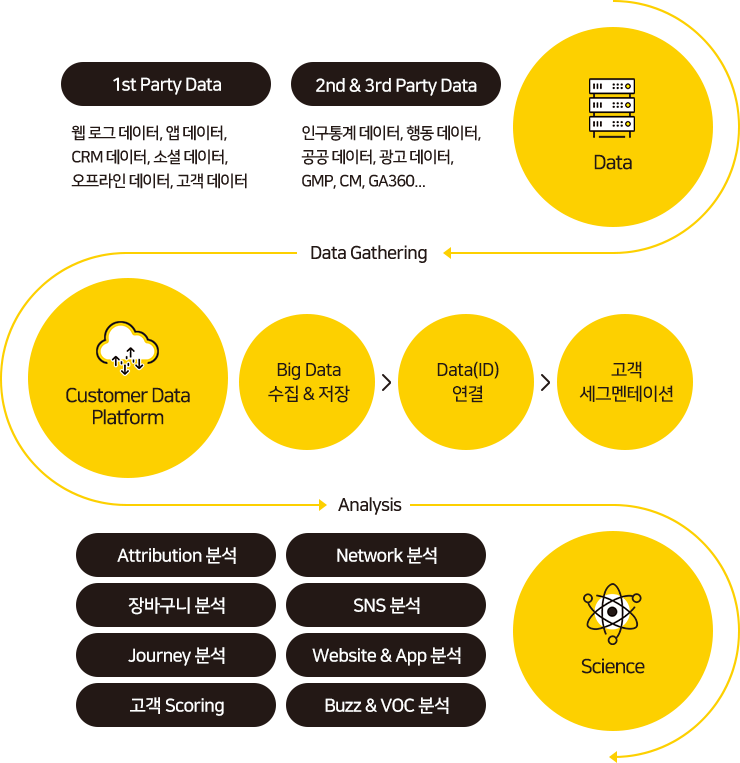 1st Party Data
웹 로그 데이터, 앱 데이터,
CRM 데이터, 소셜 데이터,
오프라인 데이터, 고객 데이터
2nd & 3rd Party Data
인구통계 데이터, 행동 데이터,
공공 데이터, 광고 데이터,
GMP, CM, GA360...
Data
Data Gathering
Customer Data
Platform
Big Data
수집 & 저장
Data(ID)
연결
고객
세그멘테이션
Analysis
Attribution 분석
Network 분석
장바구니 분석
SNS 분석
Journey 분석
Website & App 분석
고객 Scoring
Buzz & VOC 분석
Science